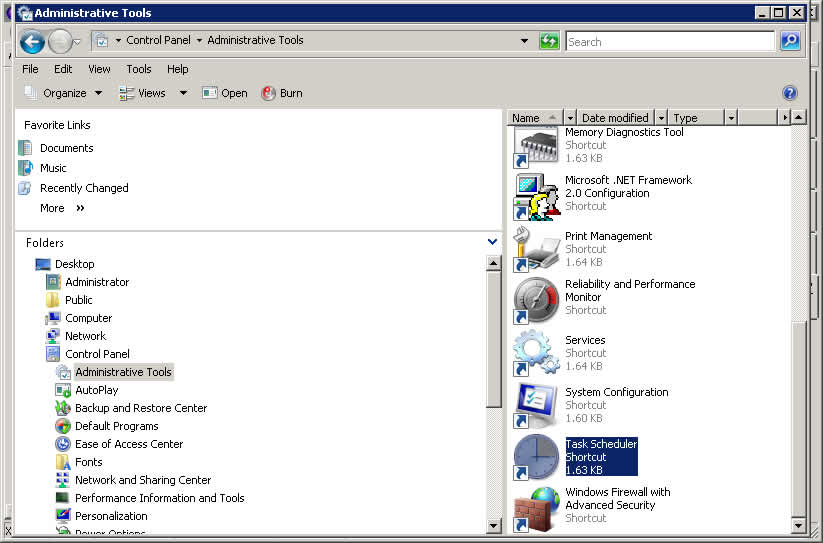 Administrative Tools
Control Panel Administrative Tools
Search
File Edit View Tools Help
Organize Views Open Burn
Favorite Links
Documents
Music
Recently Changed
More »
Folders
Desktop
Administrator
Public
Computer
Network
Control Panel
Administrative Tools
AutoPlay
Backup and Restore Center
Default Programs
Ease of Access Center
Fonts
Network and Sharing Center
Performance Information and Tools
Personalization
Power Options
Name Date modified Type
Memory Diagnostics Tool
Shortcut
1.63 KB
Microsoft .NET Framework
2.0 Configuration
Shortcut
Print Management
Shortcut
1.64 KB
Reliability and Performance
Monitor
Shortcut
Services
Shortcut
1.64 KB
System Configuration
Shortcut
1.60 KB
Task Scheduler
Shortcut
1.63 KB
Windows Firewall with
Advanced Security
Shortcut